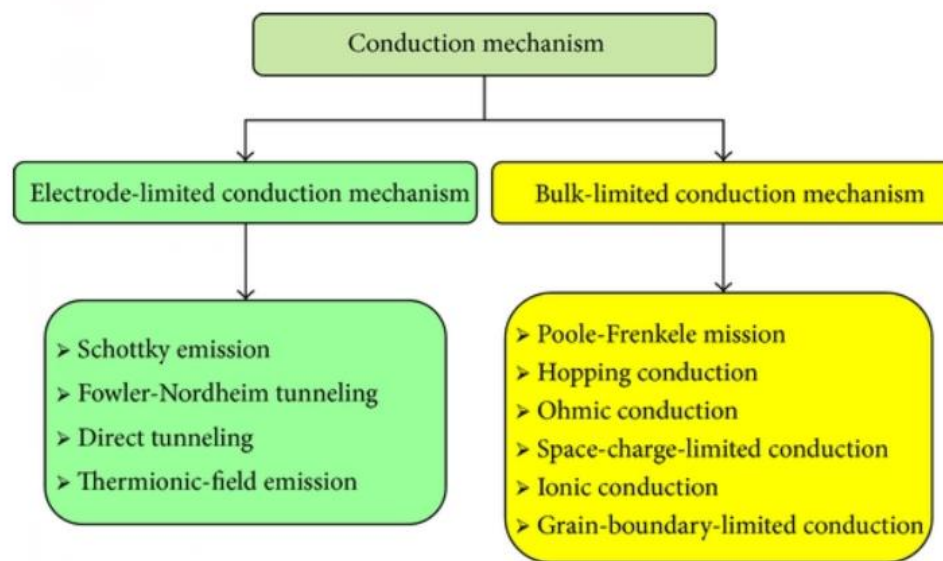 Conduction mechanism
Electrode-limited conduction mechanism
Bulk-limited conduction mechanism
➢ Schottky emission
➢ Fowler-Nordheim tunneling
➢ Direct tunneling
➢ Thermionic-field emission
➢ Poole-Frenkele mission
➢ Hopping conduction
➢ Ohmic conduction
➢ Space-charge-limited conduction
➢ Ionic conduction
➢ Grain-boundary-limited conduction